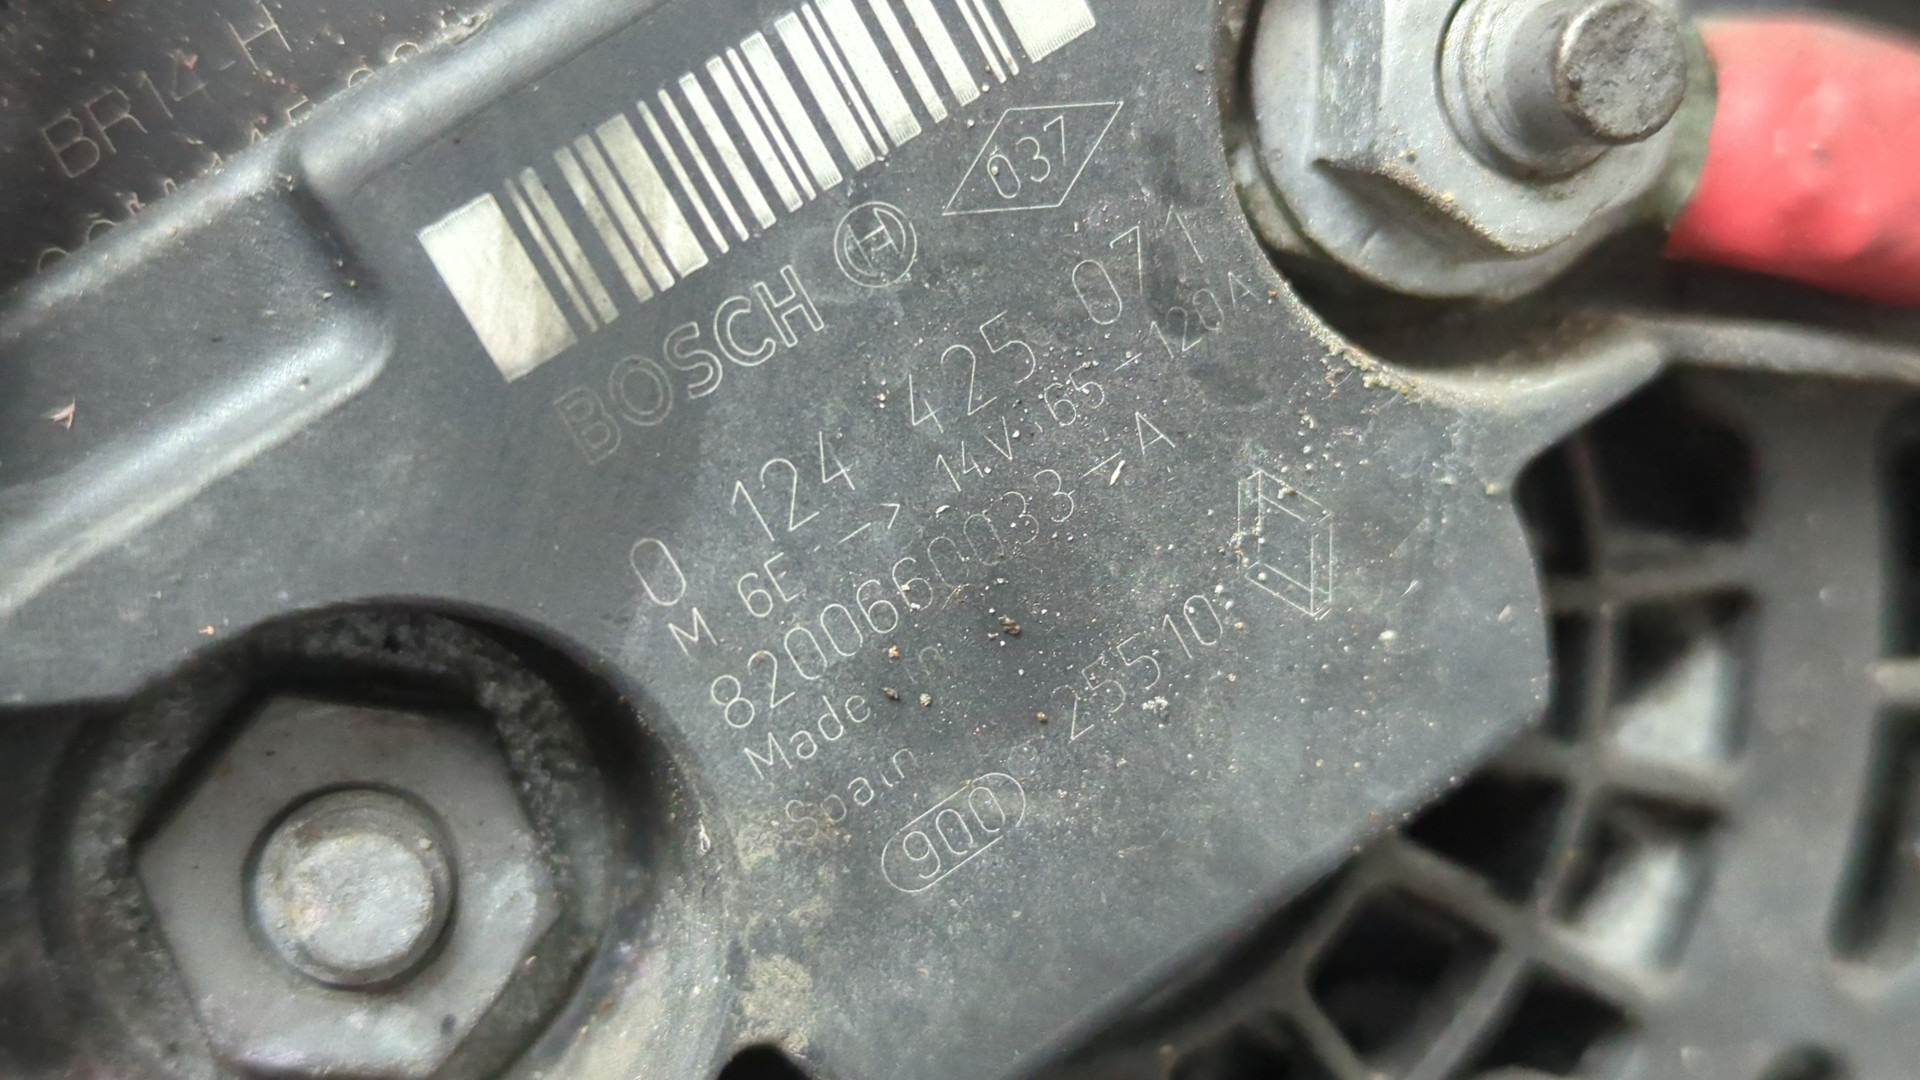 BR14-H
037
BOSCH
0 124 425 071
M 6E --> 14V 65-120A
8200660033-A
Made in
Spain
25510
900